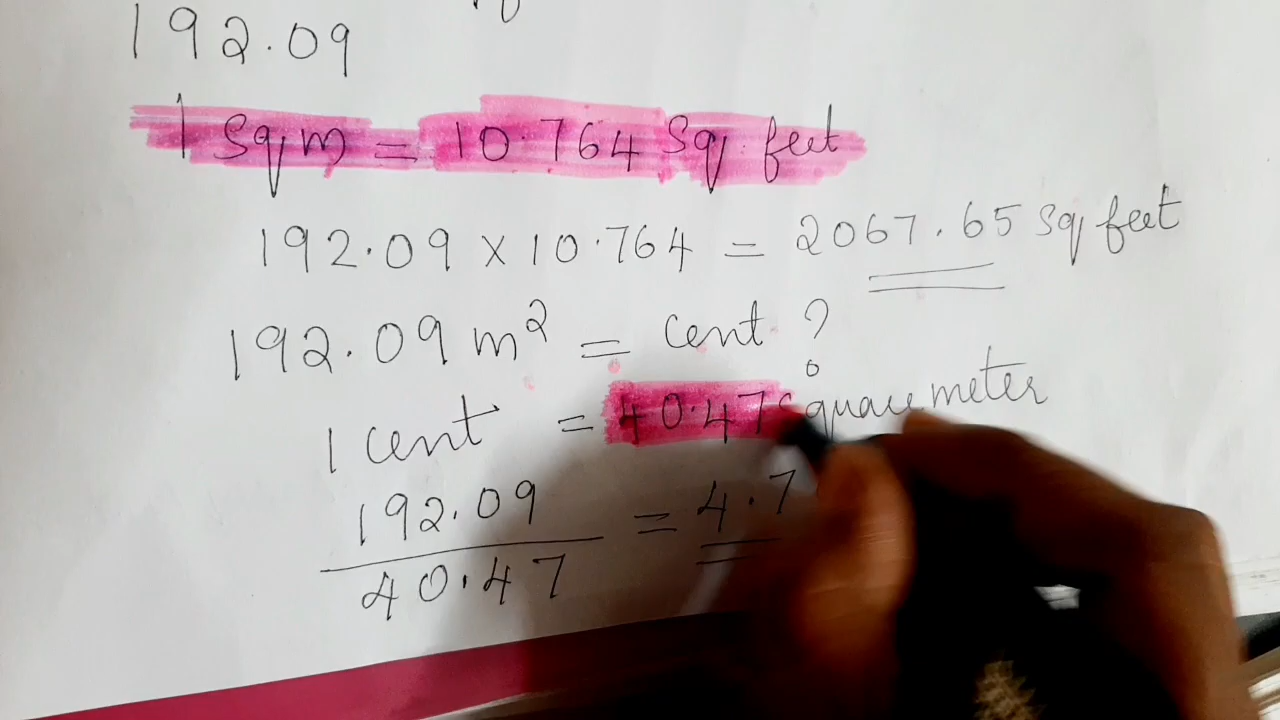 192.09
1 Sqm = 10.764 Sq. feet
192.09 x 10.764 = 2067.65 Sq feet
192.09 m² = cent ?
1 cent = 40.47 Square meter
192.09 / 40.47 = 4.7